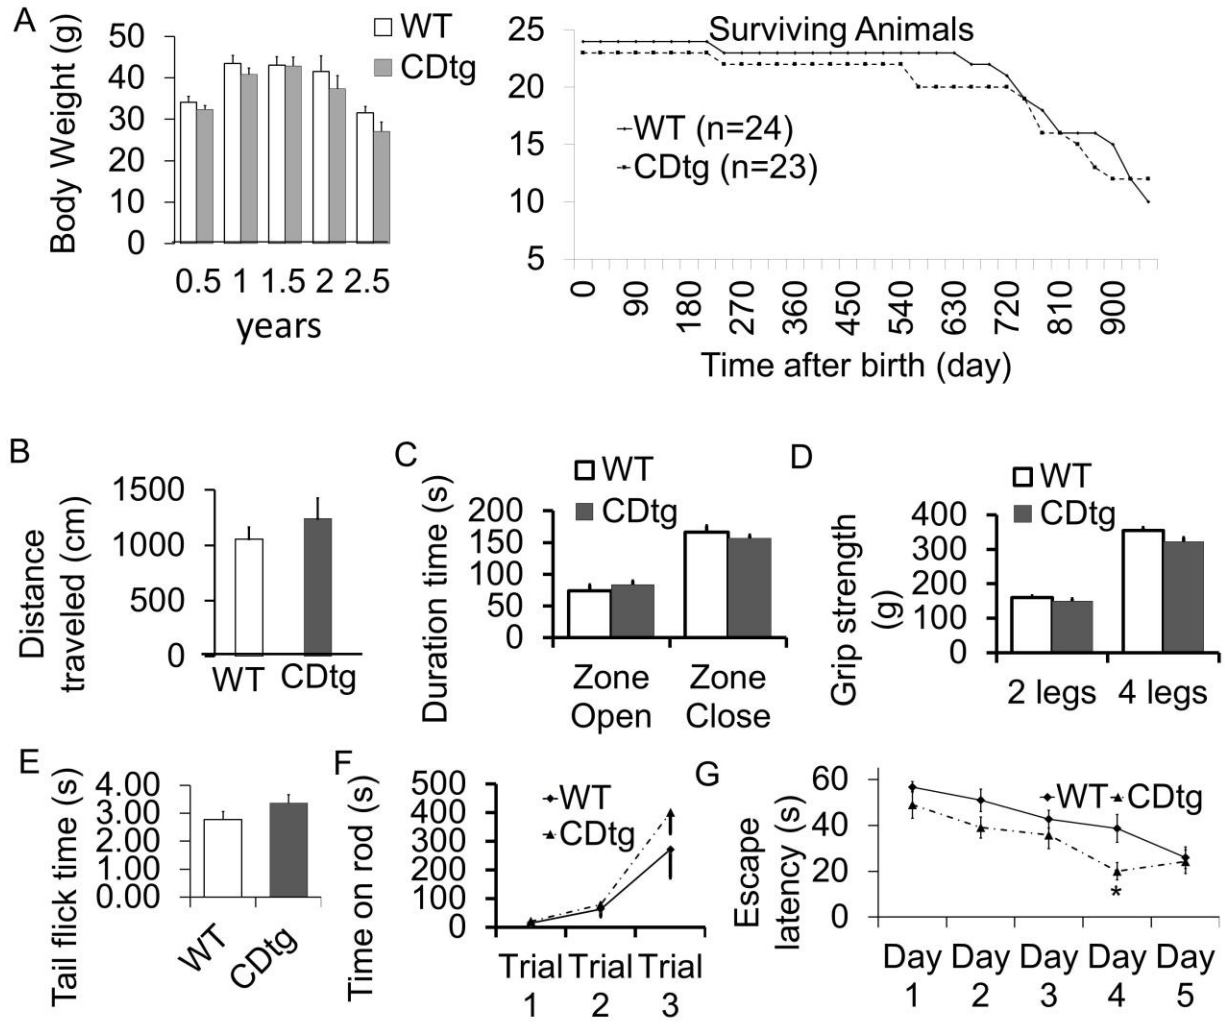 A
Body Weight (g)
50
40
30
20
10
0
WT
CDtg
0.5 1 1.5 2 2.5
years
Surviving Animals
25
20
15
10
5
WT (n=24)
CDtg (n=23)
0 90 180 270 360 450 540 630 720 810 900
Time after birth (day)
B
Distance
traveled (cm)
1500
1000
500
0
WT CDtg
C
Duration time (s)
WT
CDtg
200
150
100
50
0
Zone Zone
Open Close
D
Grip strength
(g)
WT
CDtg
400
300
200
100
0
2 legs 4 legs
E
Tail flick time (s)
4.00
3.00
2.00
1.00
0.00
WT CDtg
F
Time on rod (s)
500
400
300
200
100
0
WT
CDtg
Trial Trial Trial
1 2 3
G
Escape
latency (s)
60
40
20
0
WT CDtg
*
Day Day Day Day Day
1 2 3 4 5